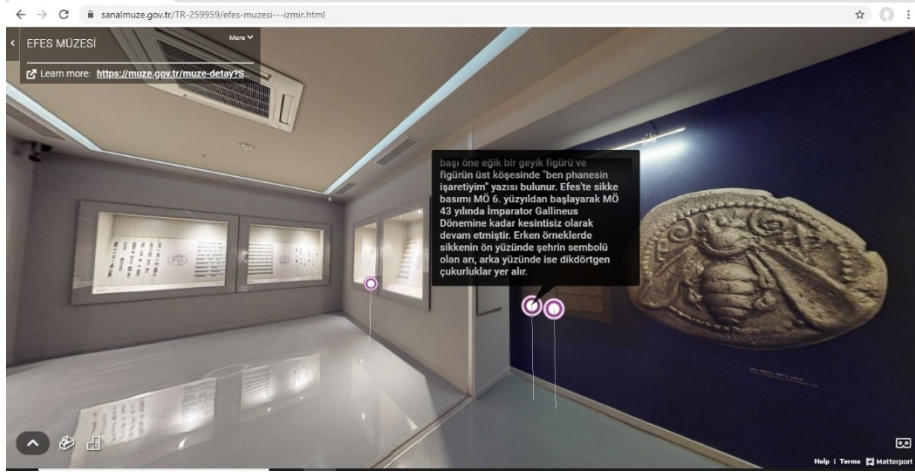 sanalmuze.gov.tr/TR-259959/efes-muzesi---izmir.html
EFES MÜZESİ
More
Learn more: https://muze.gov.tr/muze-detay?S
başı öne eğik bir geyik figürü ve
figürün üst köşesinde "ben phanesin
işaretiyim" yazısı bulunur. Efes'te sikke
basımı MÖ 6. yüzyıldan başlayarak MÖ
43 yılında İmparator Gallineus
Dönemine kadar kesintisiz olarak
devam etmiştir. Erken örneklerde
sikkenin ön yüzünde şehrin sembolü
olan arı, arka yüzünde ise dikdörtgen
çukurluklar yer alır.
Help | Terms Matterport